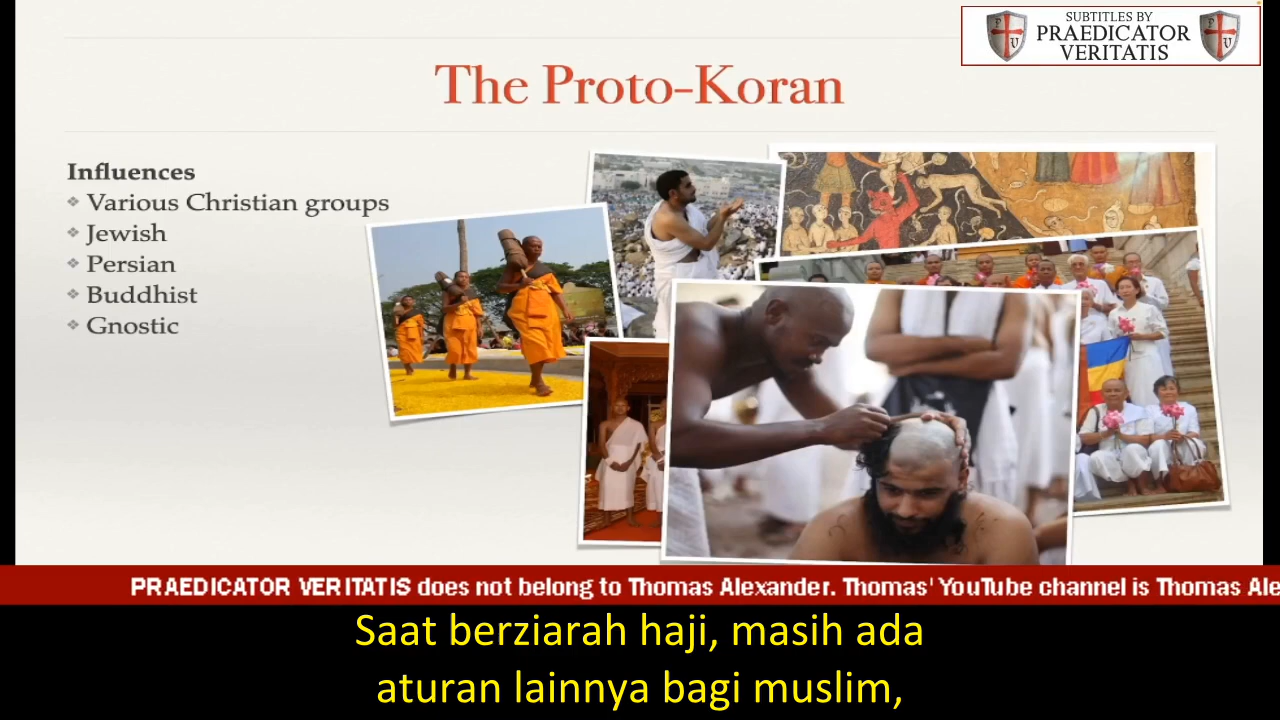 SUBTITLES BY
PRAEDICATOR
VERITATIS
P V
P V
The Proto-Koran
Influences
Various Christian groups
Jewish
Persian
Buddhist
Gnostic
PRAEDICATOR VERITATIS does not belong to Thomas Alexander. Thomas' YouTube channel is Thomas Ale
Saat berziarah haji, masih ada
aturan lainnya bagi muslim,